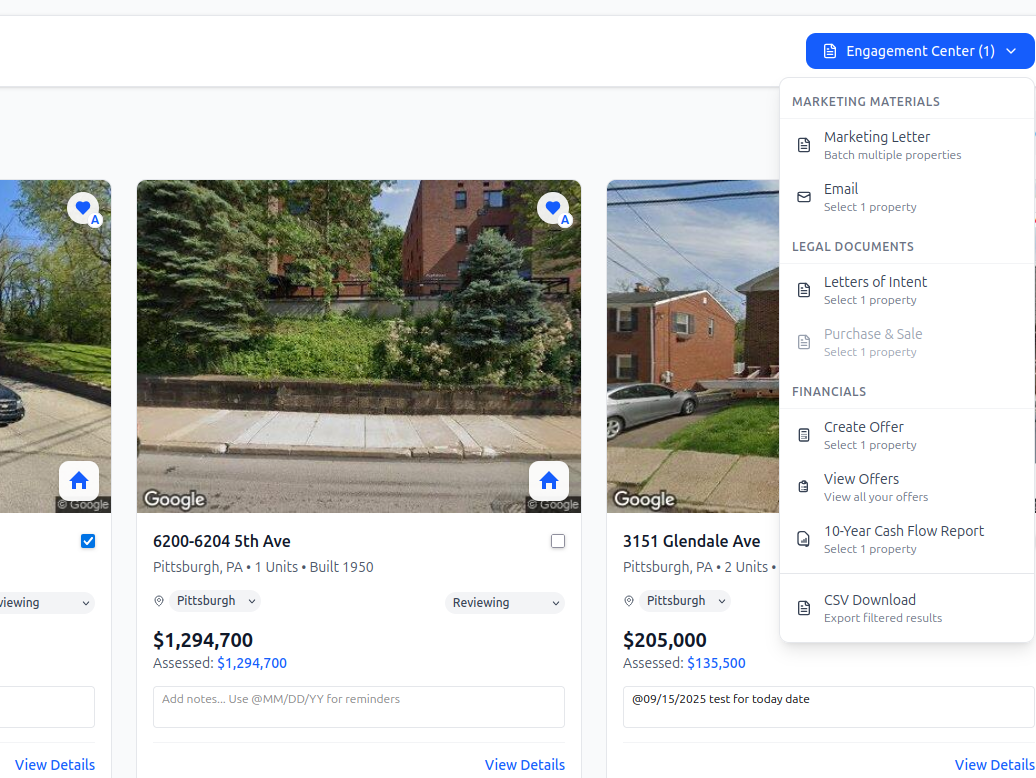 Engagement Center (1)
MARKETING MATERIALS
Marketing Letter
Batch multiple properties
Email
Select 1 property
LEGAL DOCUMENTS
Letters of Intent
Select 1 property
Purchase & Sale
Select 1 property
FINANCIALS
Create Offer
Select 1 property
View Offers
View all your offers
10-Year Cash Flow Report
Select 1 property
CSV Download
Export filtered results
A
© Google
viewing
View Details
A
Google
© Google
6200-6204 5th Ave
Pittsburgh, PA • 1 Units • Built 1950
Pittsburgh
Reviewing
$1,294,700
Assessed: $1,294,700
Add notes... Use @MM/DD/YY for reminders
View Details
Google
3151 Glendale Ave
Pittsburgh, PA • 2 Units •
Pittsburgh
$205,000
Assessed: $135,500
@09/15/2025 test for today date
View Details